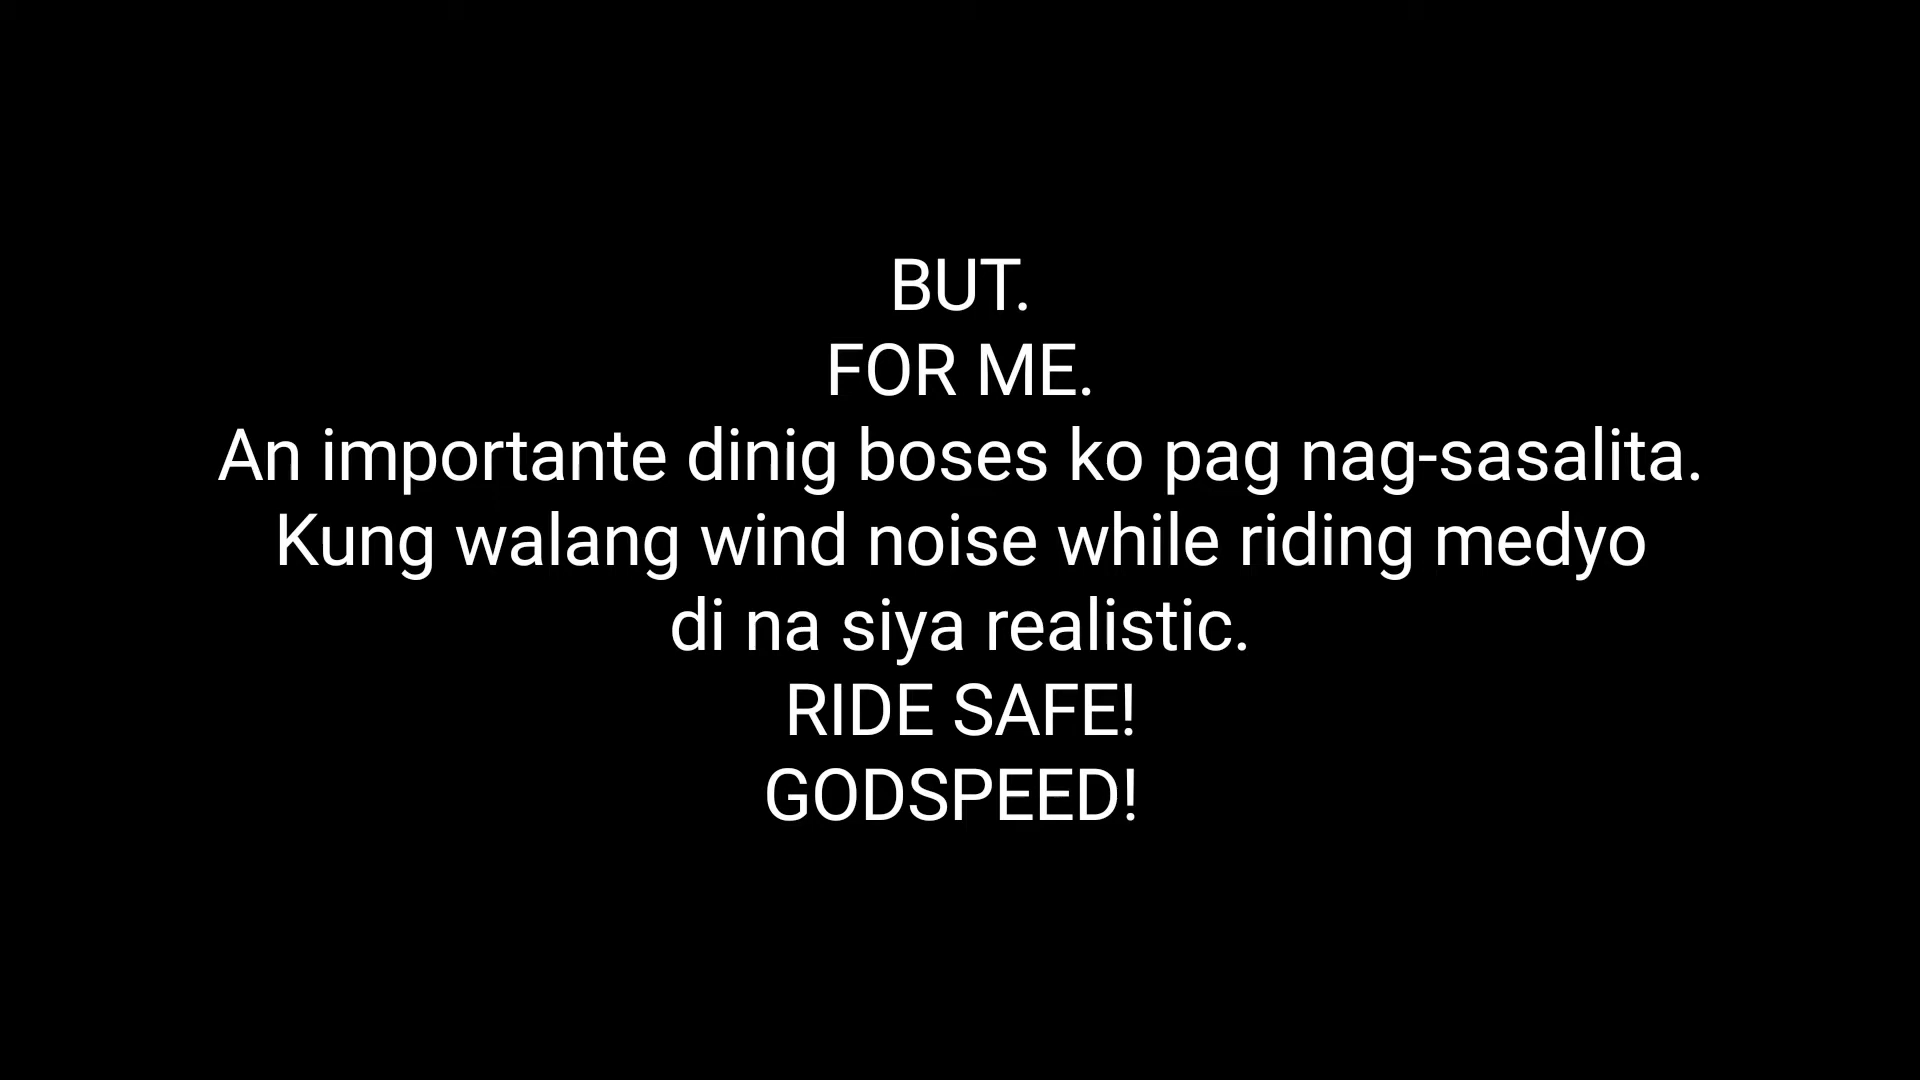 BUT.
FOR ME.
An importante dinig boses ko pag nag-sasalita.
Kung walang wind noise while riding medyo
di na siya realistic.
RIDE SAFE!
GODSPEED!